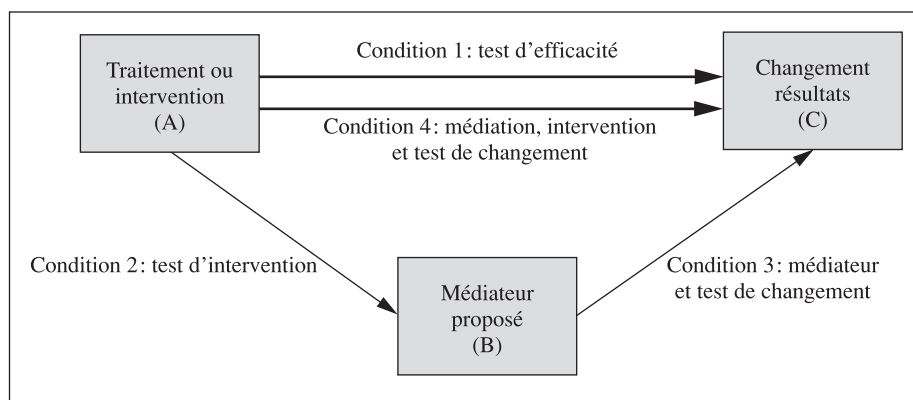 Traitement ou
intervention
(A)
Condition 1 : test d’efficacité
Condition 4 : médiation, intervention
et test de changement
Changement
résultats
(C)
Condition 2 : test d’intervention
Médiateur
proposé
(B)
Condition 3 : médiateur
et test de changement